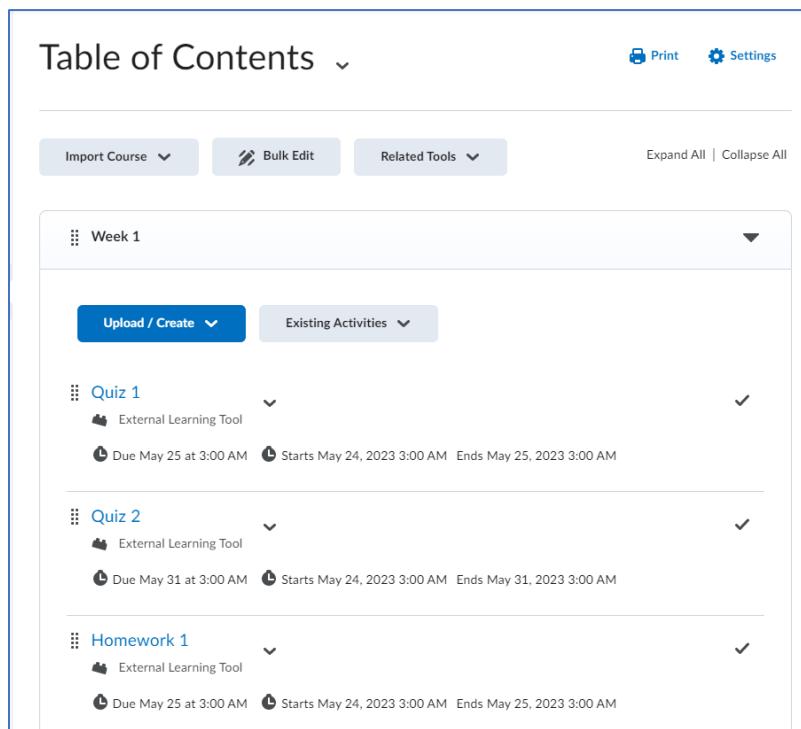 Table of Contents
Print Settings
Import Course Bulk Edit Related Tools Expand All | Collapse All
Week 1
Upload / Create Existing Activities
Quiz 1
External Learning Tool
Due May 25 at 3:00 AM Starts May 24, 2023 3:00 AM Ends May 25, 2023 3:00 AM
Quiz 2
External Learning Tool
Due May 31 at 3:00 AM Starts May 24, 2023 3:00 AM Ends May 31, 2023 3:00 AM
Homework 1
External Learning Tool
Due May 25 at 3:00 AM Starts May 24, 2023 3:00 AM Ends May 25, 2023 3:00 AM